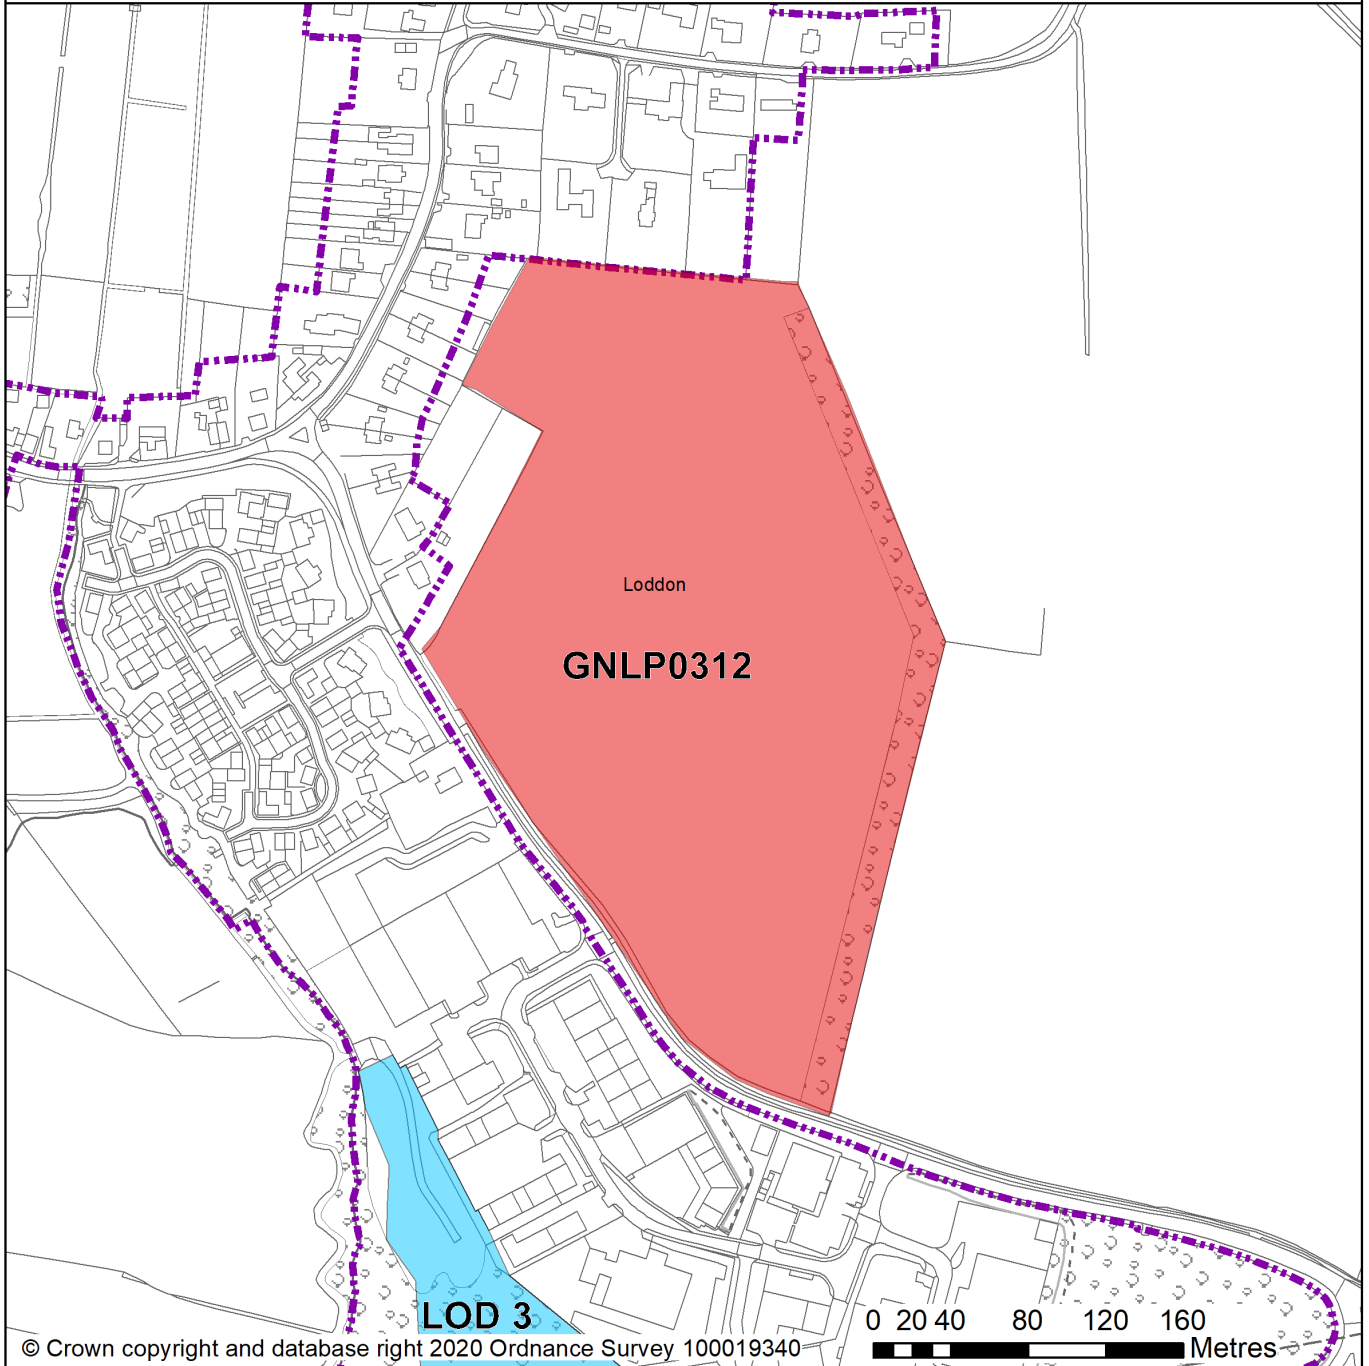 Loddon
GNLP0312
LOD 3
0 20 40 80 120 160
Metres
© Crown copyright and database right 2020 Ordnance Survey 100019340